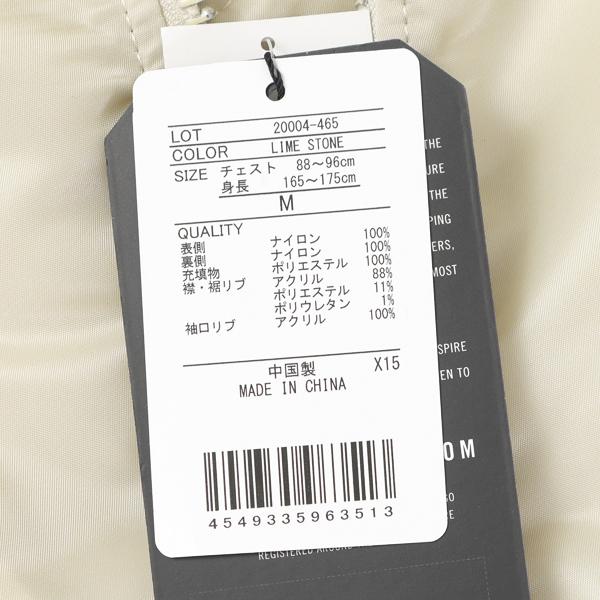 LOT 20004-465
COLOR LIME STONE
SIZE チェスト 88～96cm
身長 165～175cm
M
QUALITY
表側 ナイロン 100%
裏側 ナイロン 100%
充填物 ポリエステル 100%
襟・裾リブ アクリル 88%
ポリエステル 11%
ポリウレタン 1%
袖口リブ アクリル 100%
中国製 X15
MADE IN CHINA
4549335963513
THE
URE
THE
PING
ERS,
MOST
SPIRE
EN TO
OM
GO
RE
REGISTERED AROUND